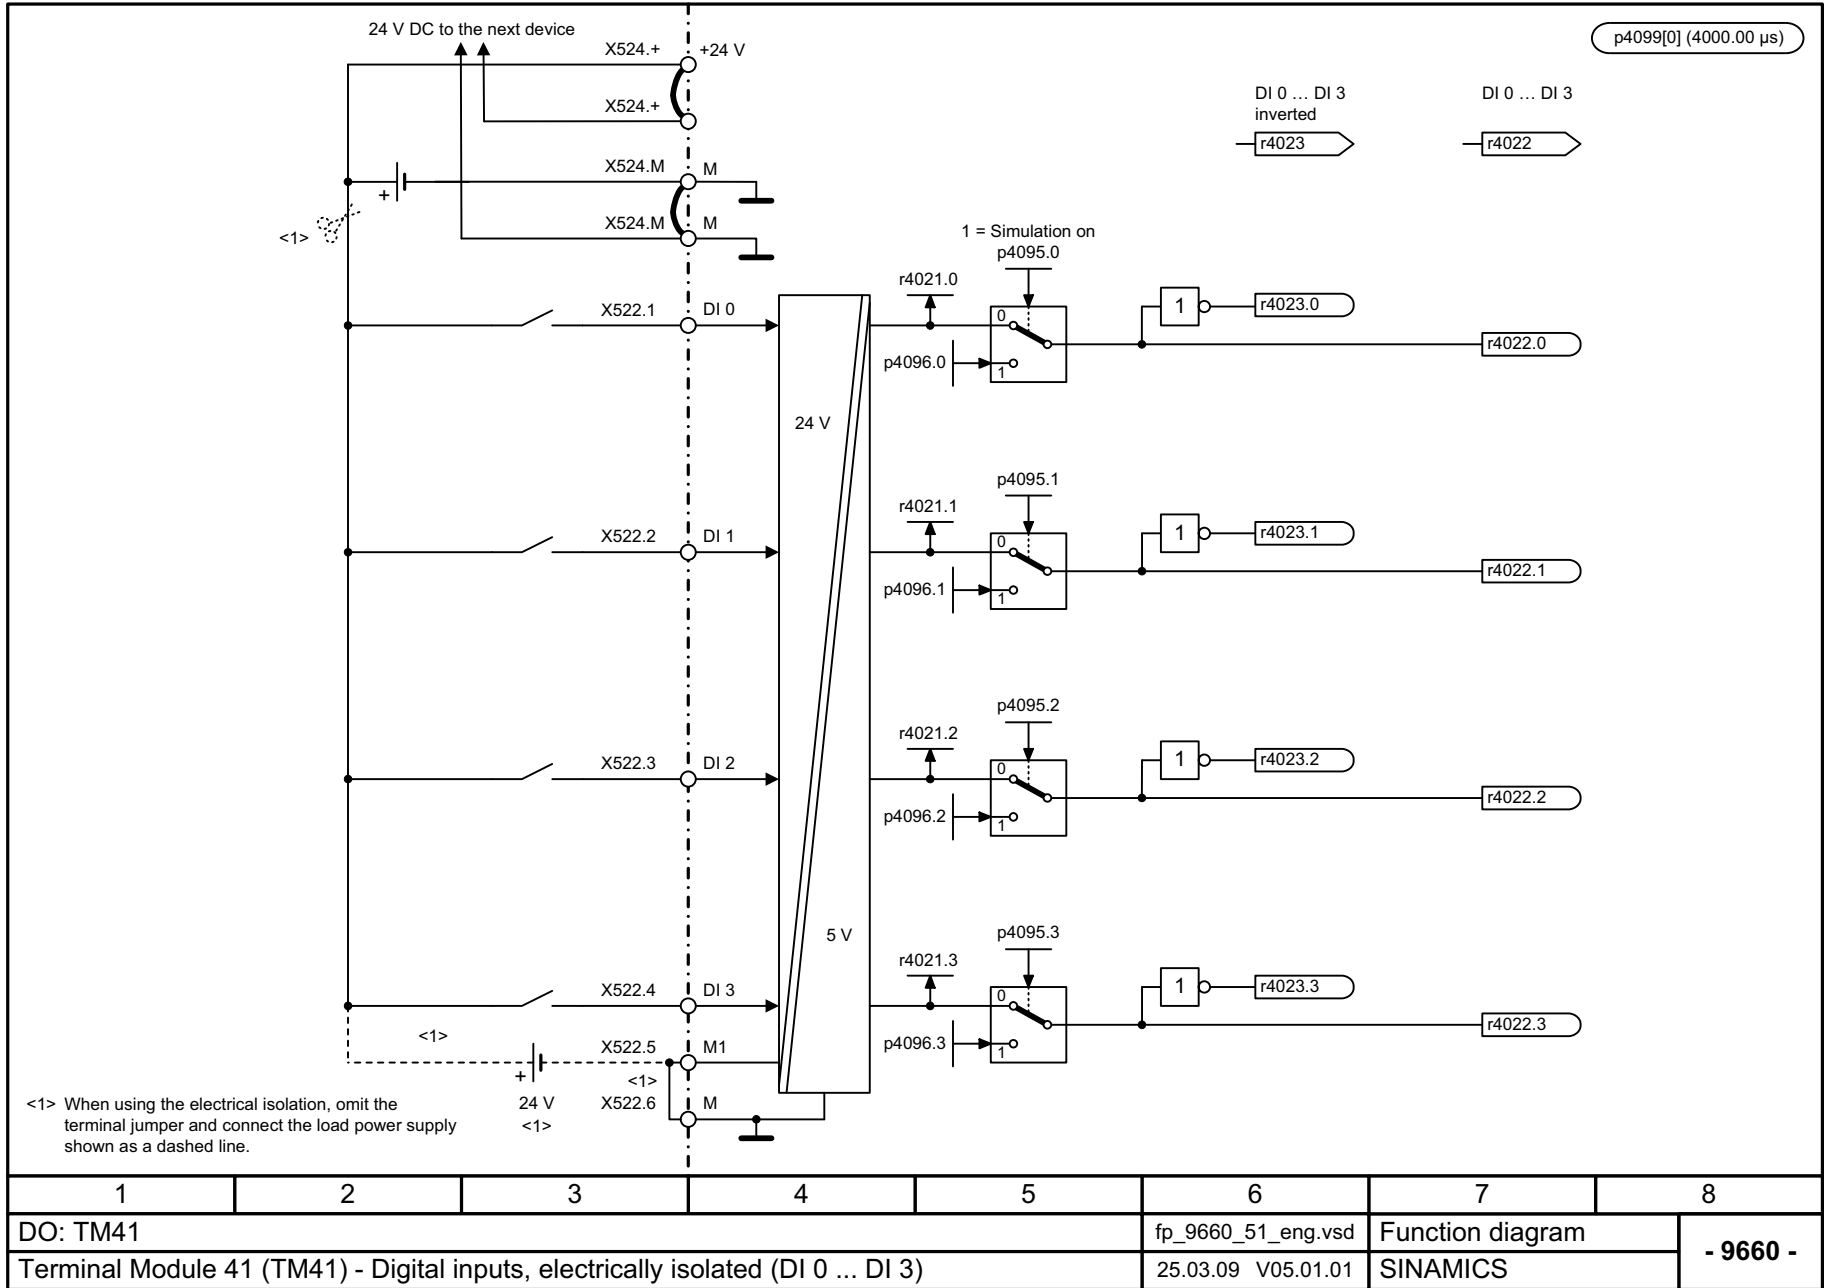 24 V DC to the next device
X524.+
+24 V
p4099[0] (4000.00 µs)
X524.+
DI 0 … DI 3
inverted
r4023
DI 0 … DI 3
r4022
X524.M
M
+
<1>
X524.M
M
1 = Simulation on
p4095.0
r4021.0
X522.1
DI 0
0
1
r4023.0
r4022.0
p4096.0
1
24 V
p4095.1
r4021.1
X522.2
DI 1
0
1
r4023.1
r4022.1
p4096.1
1
p4095.2
r4021.2
X522.3
DI 2
0
1
r4023.2
r4022.2
p4096.2
1
5 V
p4095.3
r4021.3
X522.4
DI 3
0
1
r4023.3
r4022.3
p4096.3
1
<1>
X522.5
M1
+
<1>
24 V
<1>
X522.6
M
<1> When using the electrical isolation, omit the
terminal jumper and connect the load power supply
shown as a dashed line.
1 2 3 4 5 6 7 8
DO: TM41
fp_9660_51_eng.vsd
Function diagram
- 9660 -
Terminal Module 41 (TM41) - Digital inputs, electrically isolated (DI 0 ... DI 3)
25.03.09 V05.01.01
SINAMICS